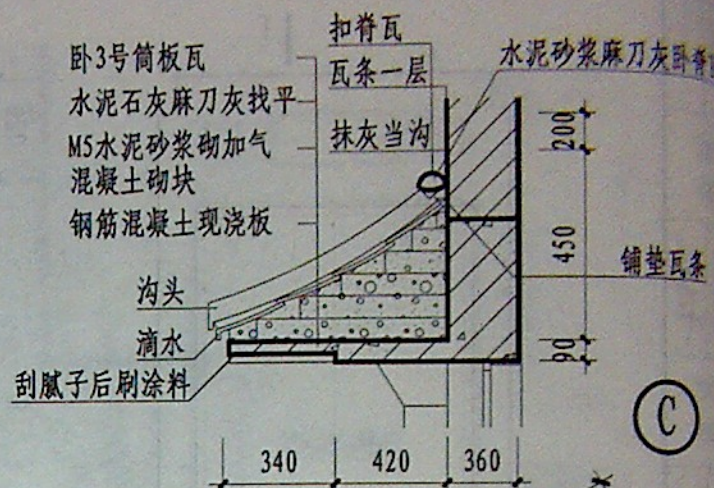 扣脊瓦
卧3号筒板瓦
水泥砂浆麻刀灰卧脊
瓦条一层
水泥石灰麻刀灰找平
抹灰当沟
200
M5水泥砂浆砌加气
混凝土砌块
钢筋混凝土现浇板
450
铺垫瓦条
沟头
滴水
90
刮腻子后刷涂料
C
340
420
360